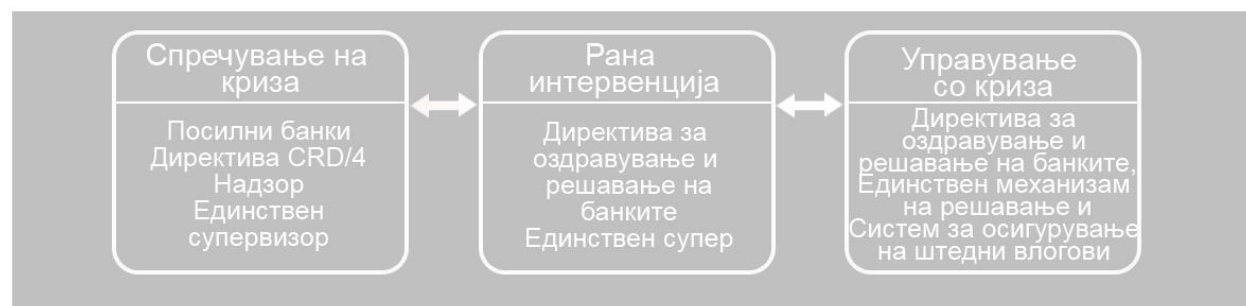 Спречување на
криза
Посилни банки
Директива CRD/4
Надзор
Единствен
супервизор
Рана
интервенција
Директива за
оздравување и
решавање на
банките
Единствен супер
Управување
со криза
Директива за
оздравување и
решавање на банките,
Единствен механизам
на решавање и
Систем за осигурување
на штедни влогови